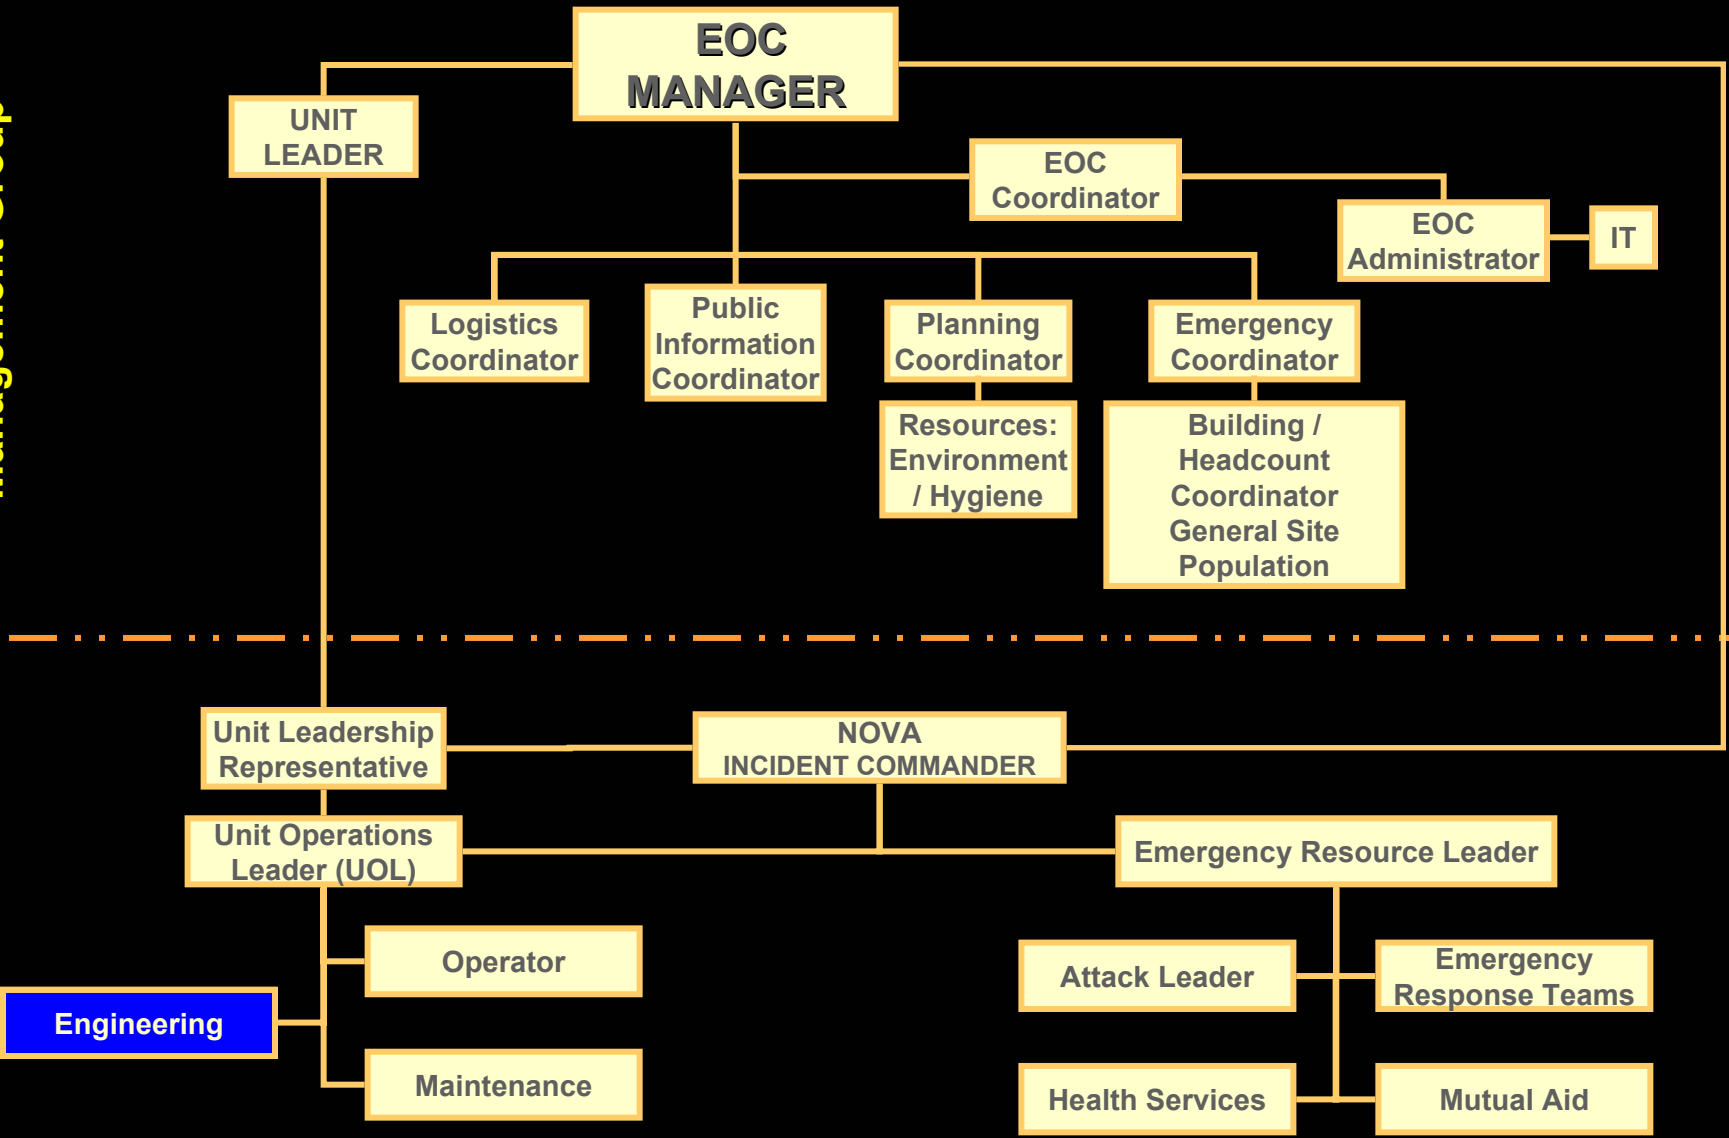 EOC
MANAGER
UNIT
LEADER
EOC
Coordinator
EOC
Administrator
IT
Logistics
Coordinator
Public
Information
Coordinator
Planning
Coordinator
Emergency
Coordinator
Resources:
Environment
/ Hygiene
Building /
Headcount
Coordinator
General Site
Population
Management Group
Unit Leadership
Representative
NOVA
INCIDENT COMMANDER
Unit Operations
Leader (UOL)
Emergency Resource Leader
Operator
Engineering
Maintenance
Attack Leader
Emergency
Response Teams
Health Services
Mutual Aid